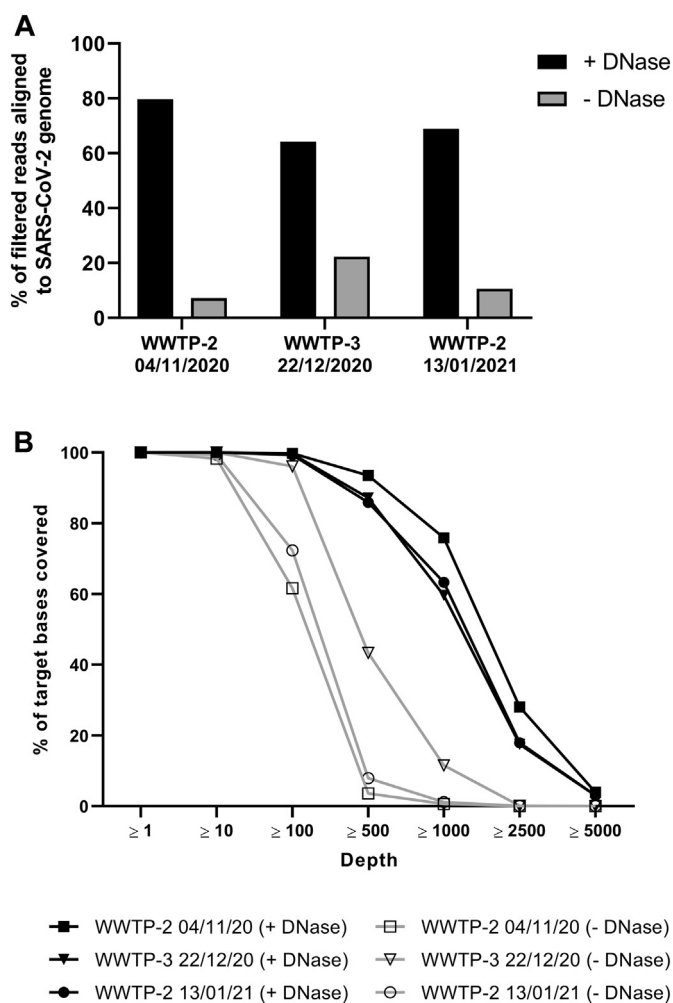 A
% of filtered reads aligned
to SARS-CoV-2 genome
100
80
60
40
20
0
+ DNase
- DNase
WWTP-2
04/11/2020
WWTP-3
22/12/2020
WWTP-2
13/01/2021
B
% of target bases covered
100
80
60
40
20
0
≥ 1
≥ 10
≥ 100
≥ 500
≥ 1000
≥ 2500
≥ 5000
Depth
WWTP-2 04/11/20 (+ DNase)
WWTP-3 22/12/20 (+ DNase)
WWTP-2 13/01/21 (+ DNase)
WWTP-2 04/11/20 (- DNase)
WWTP-3 22/12/20 (- DNase)
WWTP-2 13/01/21 (- DNase)